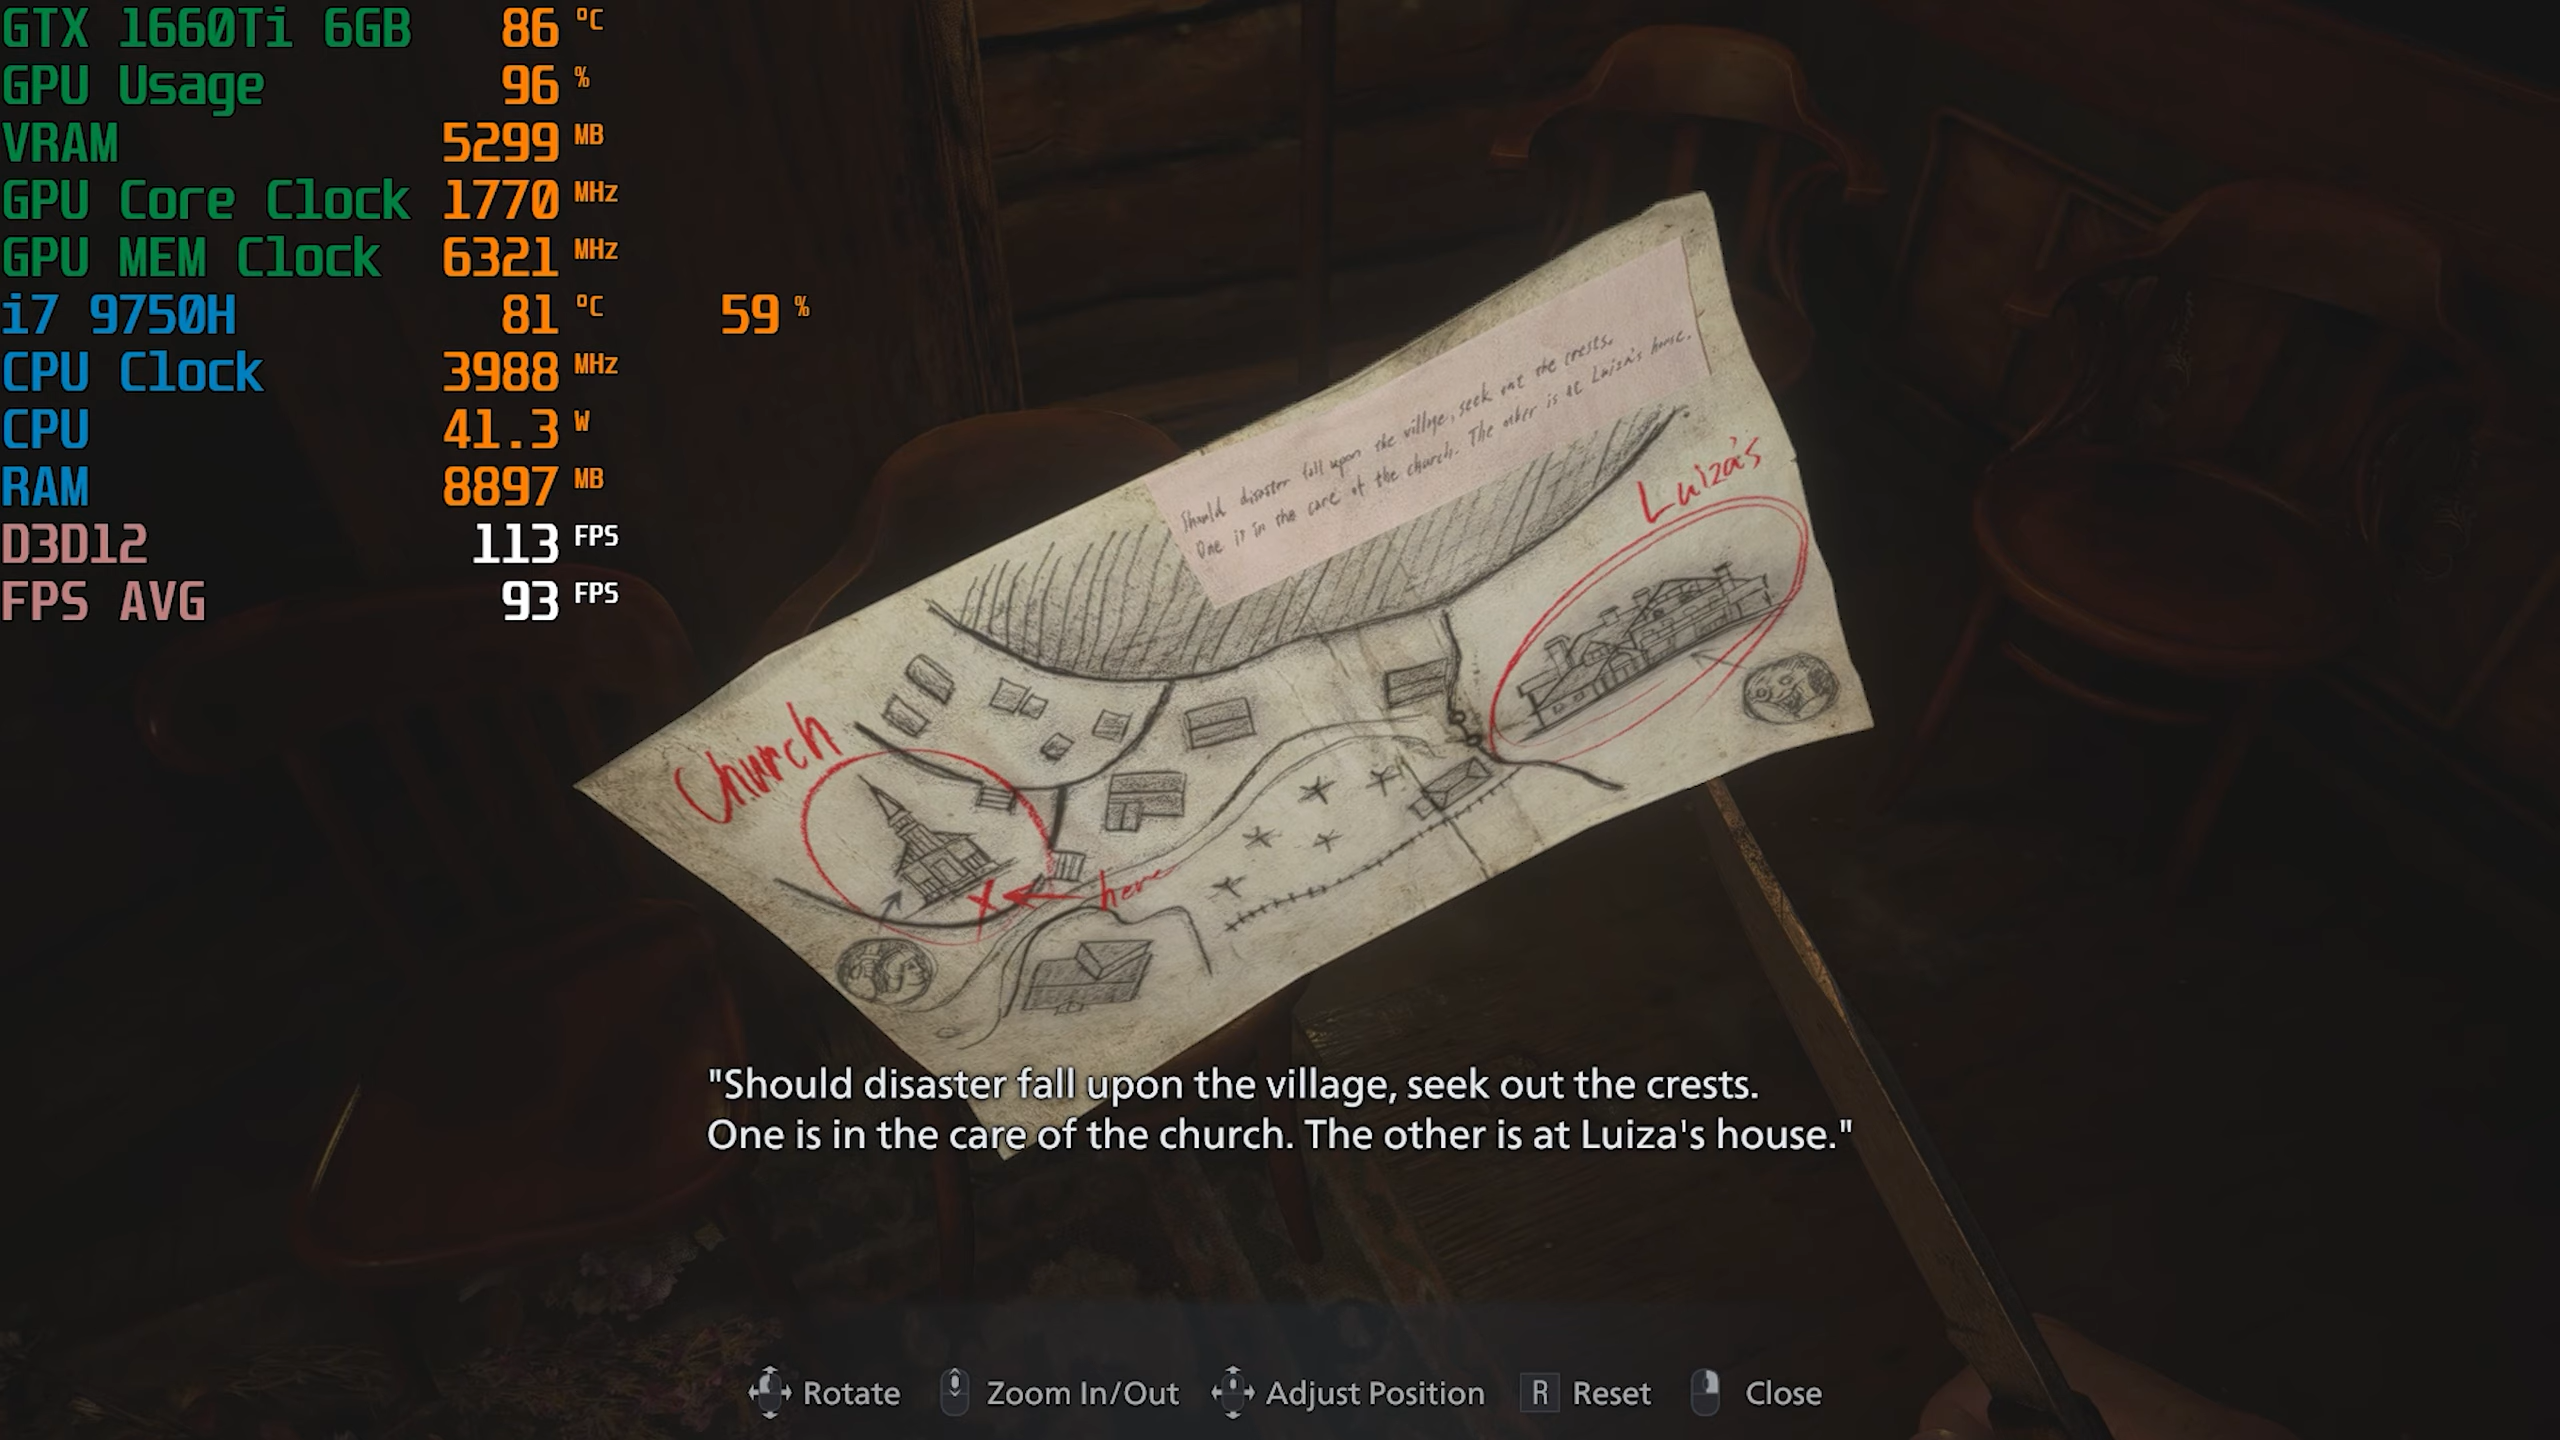 GTX 1660Ti 6GB 86 °C
GPU Usage 96 %
VRAM 5299 MB
GPU Core Clock 1770 MHz
GPU MEM Clock 6321 MHz
i7 9750H 81 °C 59 %
CPU Clock 3988 MHz
CPU 41.3 W
RAM 8897 MB
D3D12 113 FPS
FPS AVG 93 FPS
Should disaster fall upon the village, seek out the crests.
One is in the care of the church. The other is at Luiza's house.
Luiza's
Church
X here
"Should disaster fall upon the village, seek out the crests.
One is in the care of the church. The other is at Luiza's house."
Rotate Zoom In/Out Adjust Position R Reset Close